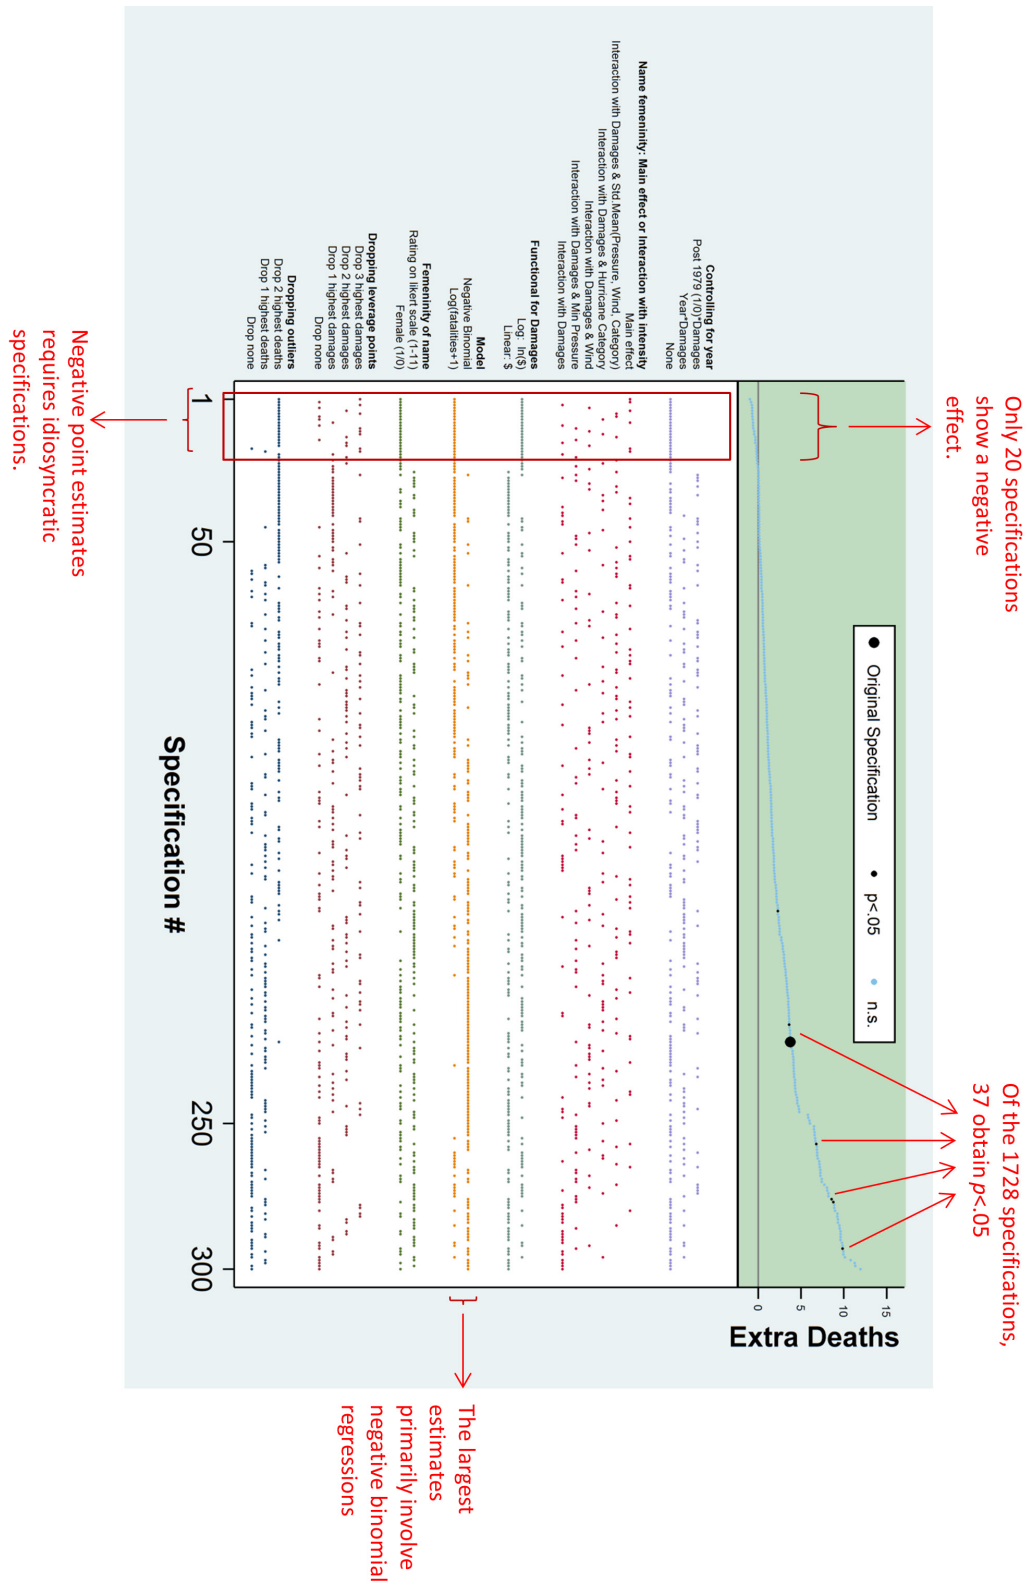 Only 20 specifications
show a negative
effect.
Of the 1728 specifications,
37 obtain p<.05
Original Specification
p<.05
n.s.
Extra Deaths
0
5
10
15
Controlling for year
Post 1979 (1/0)*Damages
Year*Damages
None
Name femeninity: Main effect or Interaction with intensity
Main effect
Interaction with Damages & Std.Mean(Pressure, Wind, Category)
Interaction with Damages & Hurricane Category
Interaction with Damages & Wind
Interaction with Damages & Min Pressure
Interaction with Damages
Functional for Damages
Log: ln($)
Linear: $
Model
Negative Binomial
Log(fatalties+1)
Femeninity of name
Rating on likert scale (1-11)
Female (1/0)
Dropping leverage points
Drop 3 highest damages
Drop 2 highest damages
Drop 1 highest damages
Drop none
Dropping outliers
Drop 2 highest deaths
Drop 1 highest deaths
Drop none
1
50
250
300
Specification #
Negative point estimates
requires idiosyncratic
specifications.
The largest
estimates
primarily involve
negative binomial
regressions